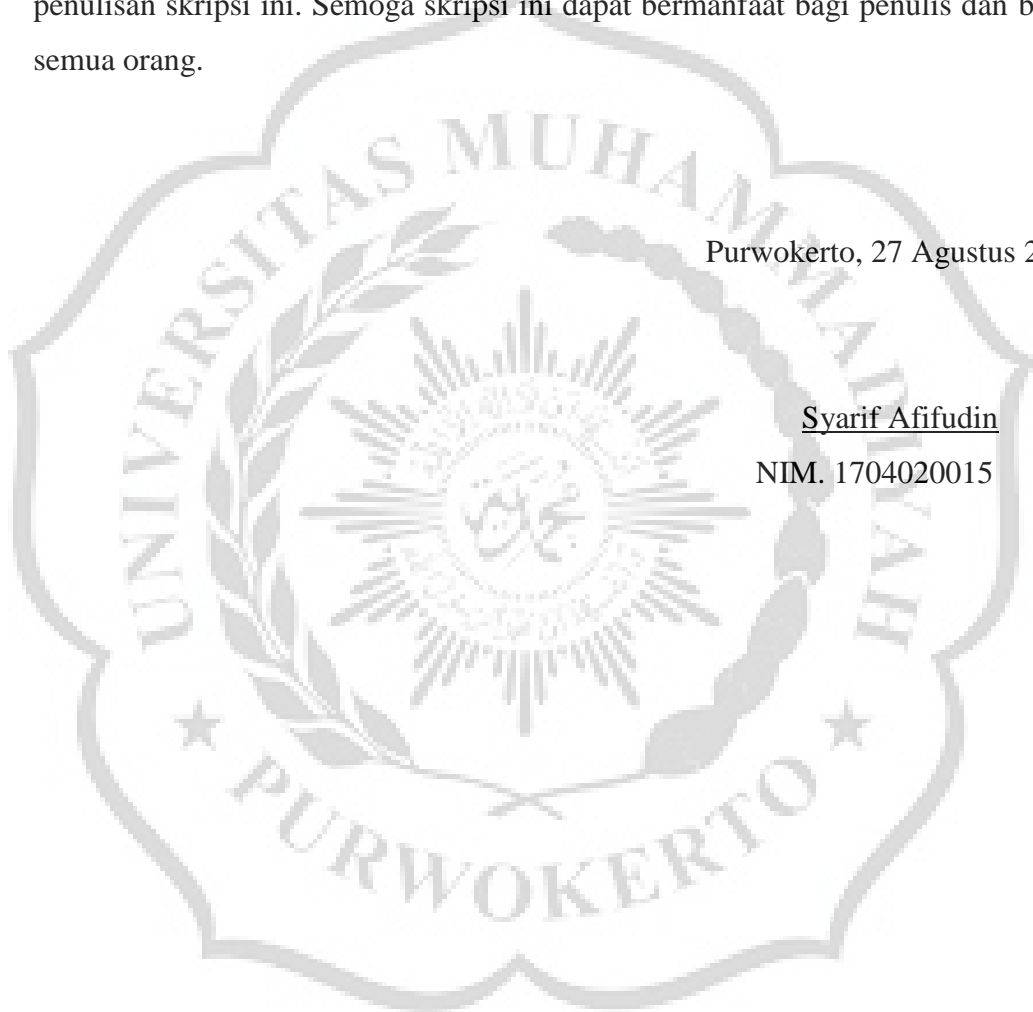 penulisan skripsi ini. Semoga skripsi ini dapat bermanfaat bagi penulis dan b
semua orang.
Purwokerto, 27 Agustus 2
Syarif Afifudin
NIM. 1704020015
UNIVERSITAS MUHAMMADIYAH
PURWOKERTO